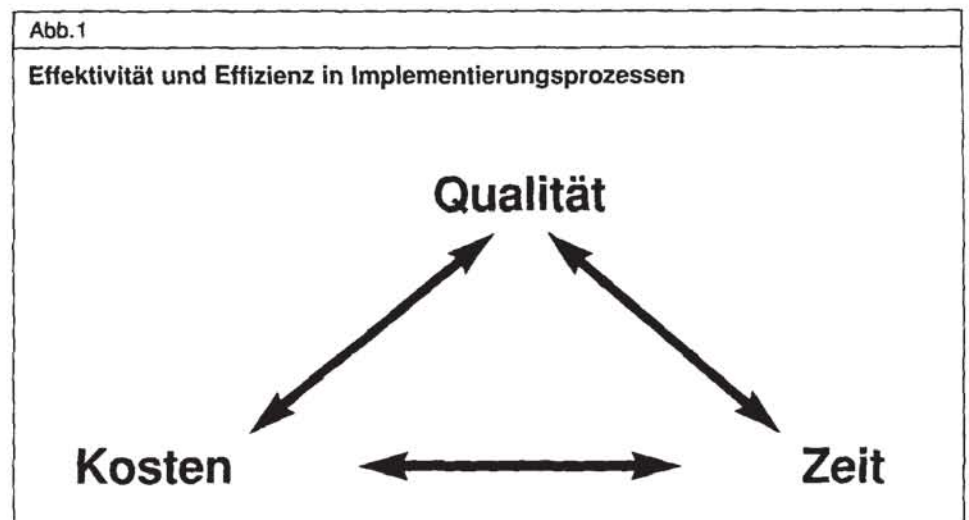 Abb.1
Effektivität und Effizienz in Implementierungsprozessen
Qualität
Kosten
Zeit